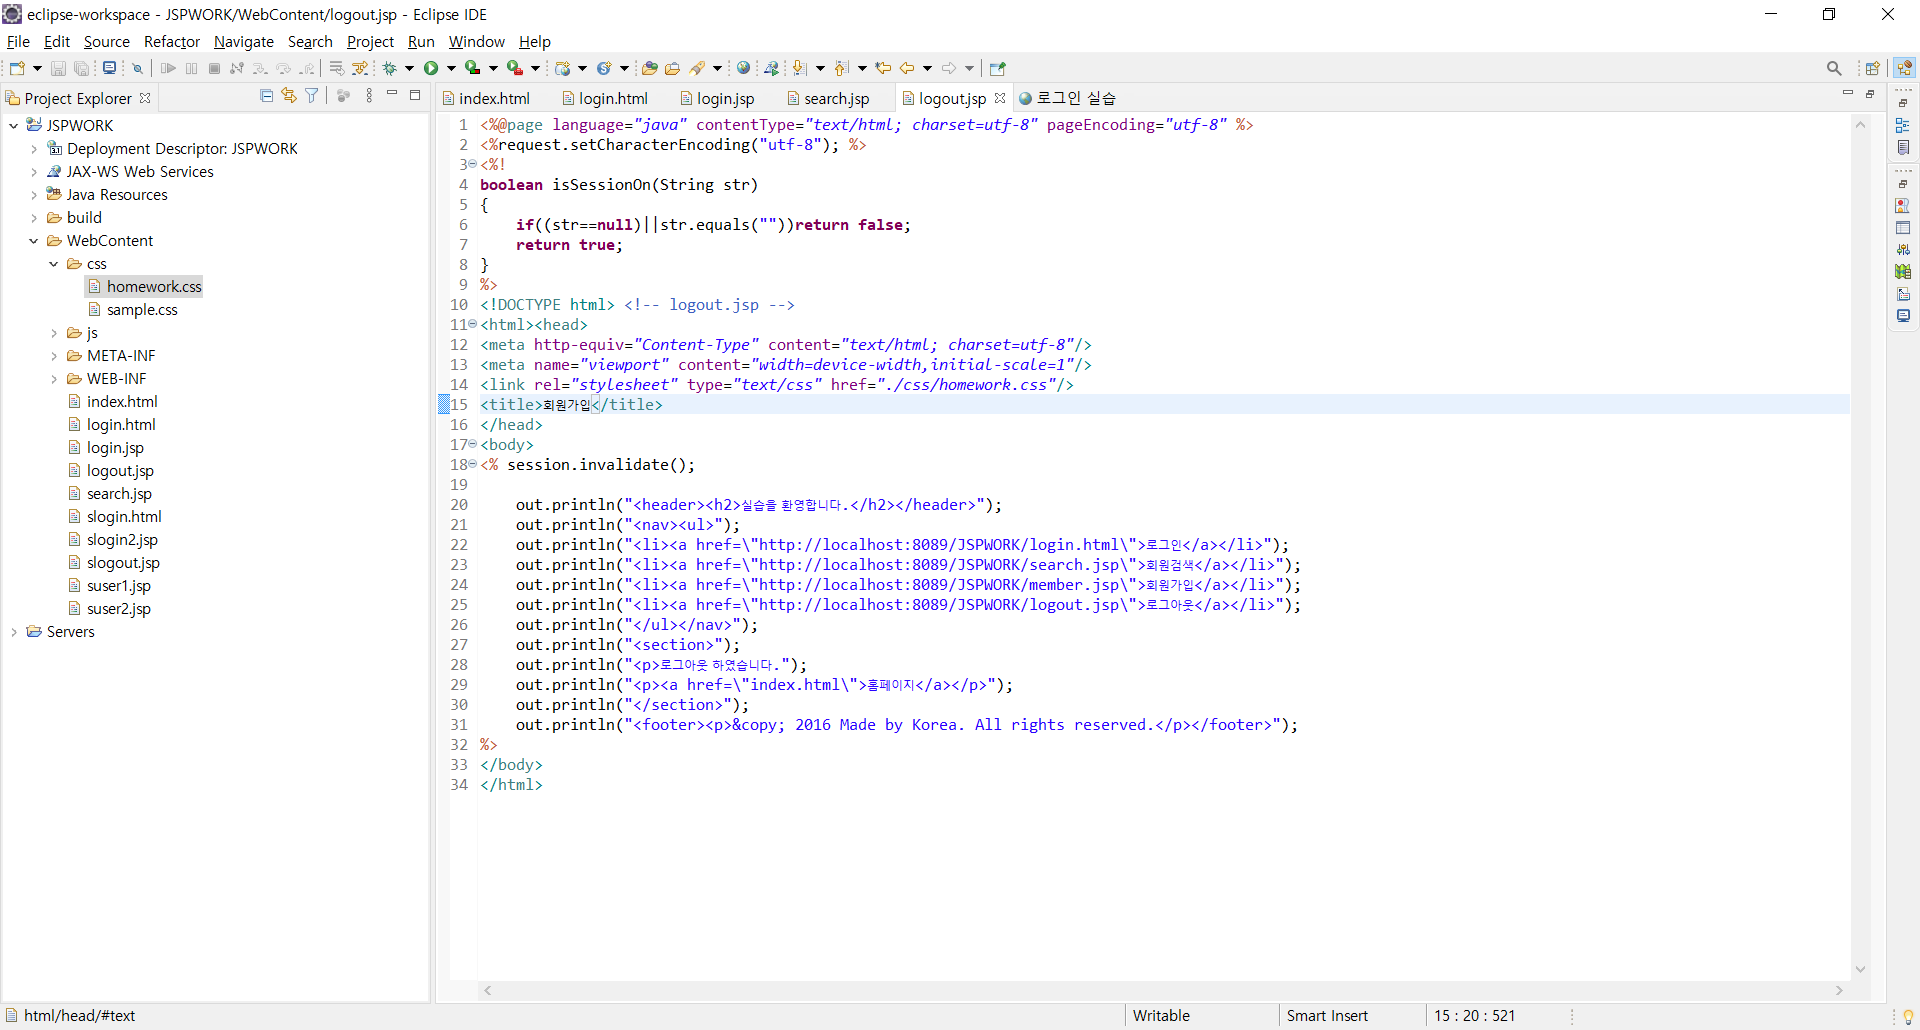 eclipse-workspace - JSPWORK/WebContent/logout.jsp - Eclipse IDE
File Edit Source Refactor Navigate Search Project Run Window Help
Project Explorer
JSPWORK
Deployment Descriptor: JSPWORK
JAX-WS Web Services
Java Resources
build
WebContent
css
homework.css
sample.css
js
META-INF
WEB-INF
index.html
login.html
login.jsp
logout.jsp
search.jsp
slogin.html
slogin2.jsp
slogout.jsp
suser1.jsp
suser2.jsp
Servers
index.html login.html login.jsp search.jsp logout.jsp 로그인 실습
1 <%@page language="java" contentType="text/html; charset=utf-8" pageEncoding="utf-8" %>
2 <%request.setCharacterEncoding("utf-8"); %>
3 <%!
4 boolean isSessionOn(String str)
5 {
6 if((str==null)||str.equals(""))return false;
7 return true;
8 }
9 %>
10 <!DOCTYPE html> <!-- logout.jsp -->
11 <html><head>
12 <meta http-equiv="Content-Type" content="text/html; charset=utf-8"/>
13 <meta name="viewport" content="width=device-width,initial-scale=1"/>
14 <link rel="stylesheet" type="text/css" href="./css/homework.css"/>
15 <title>회원가입</title>
16 </head>
17 <body>
18 <% session.invalidate();
19
20 out.println("<header><h2>실습을 환영합니다.</h2></header>");
21 out.println("<nav><ul>");
22 out.println("<li><a href=\"http://localhost:8089/JSPWORK/login.html\">로그인</a></li>");
23 out.println("<li><a href=\"http://localhost:8089/JSPWORK/search.jsp\">회원검색</a></li>");
24 out.println("<li><a href=\"http://localhost:8089/JSPWORK/member.jsp\">회원가입</a></li>");
25 out.println("<li><a href=\"http://localhost:8089/JSPWORK/logout.jsp\">로그아웃</a></li>");
26 out.println("</ul></nav>");
27 out.println("<section>");
28 out.println("<p>로그아웃 하였습니다.");
29 out.println("<p><a href=\"index.html\">홈페이지</a></p>");
30 out.println("</section>");
31 out.println("<footer><p>&copy; 2016 Made by Korea. All rights reserved.</p></footer>");
32 %>
33 </body>
34 </html>
html/head/#text Writable Smart Insert 15 : 20 : 521